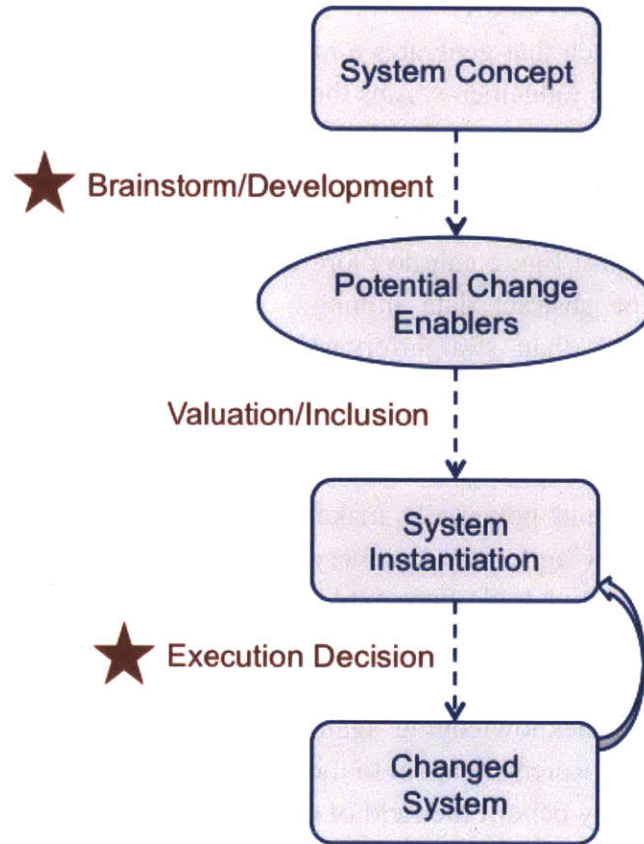 System Concept
Brainstorm/Development
Potential Change
Enablers
Valuation/Inclusion
System
Instantiation
Execution Decision
Changed
System